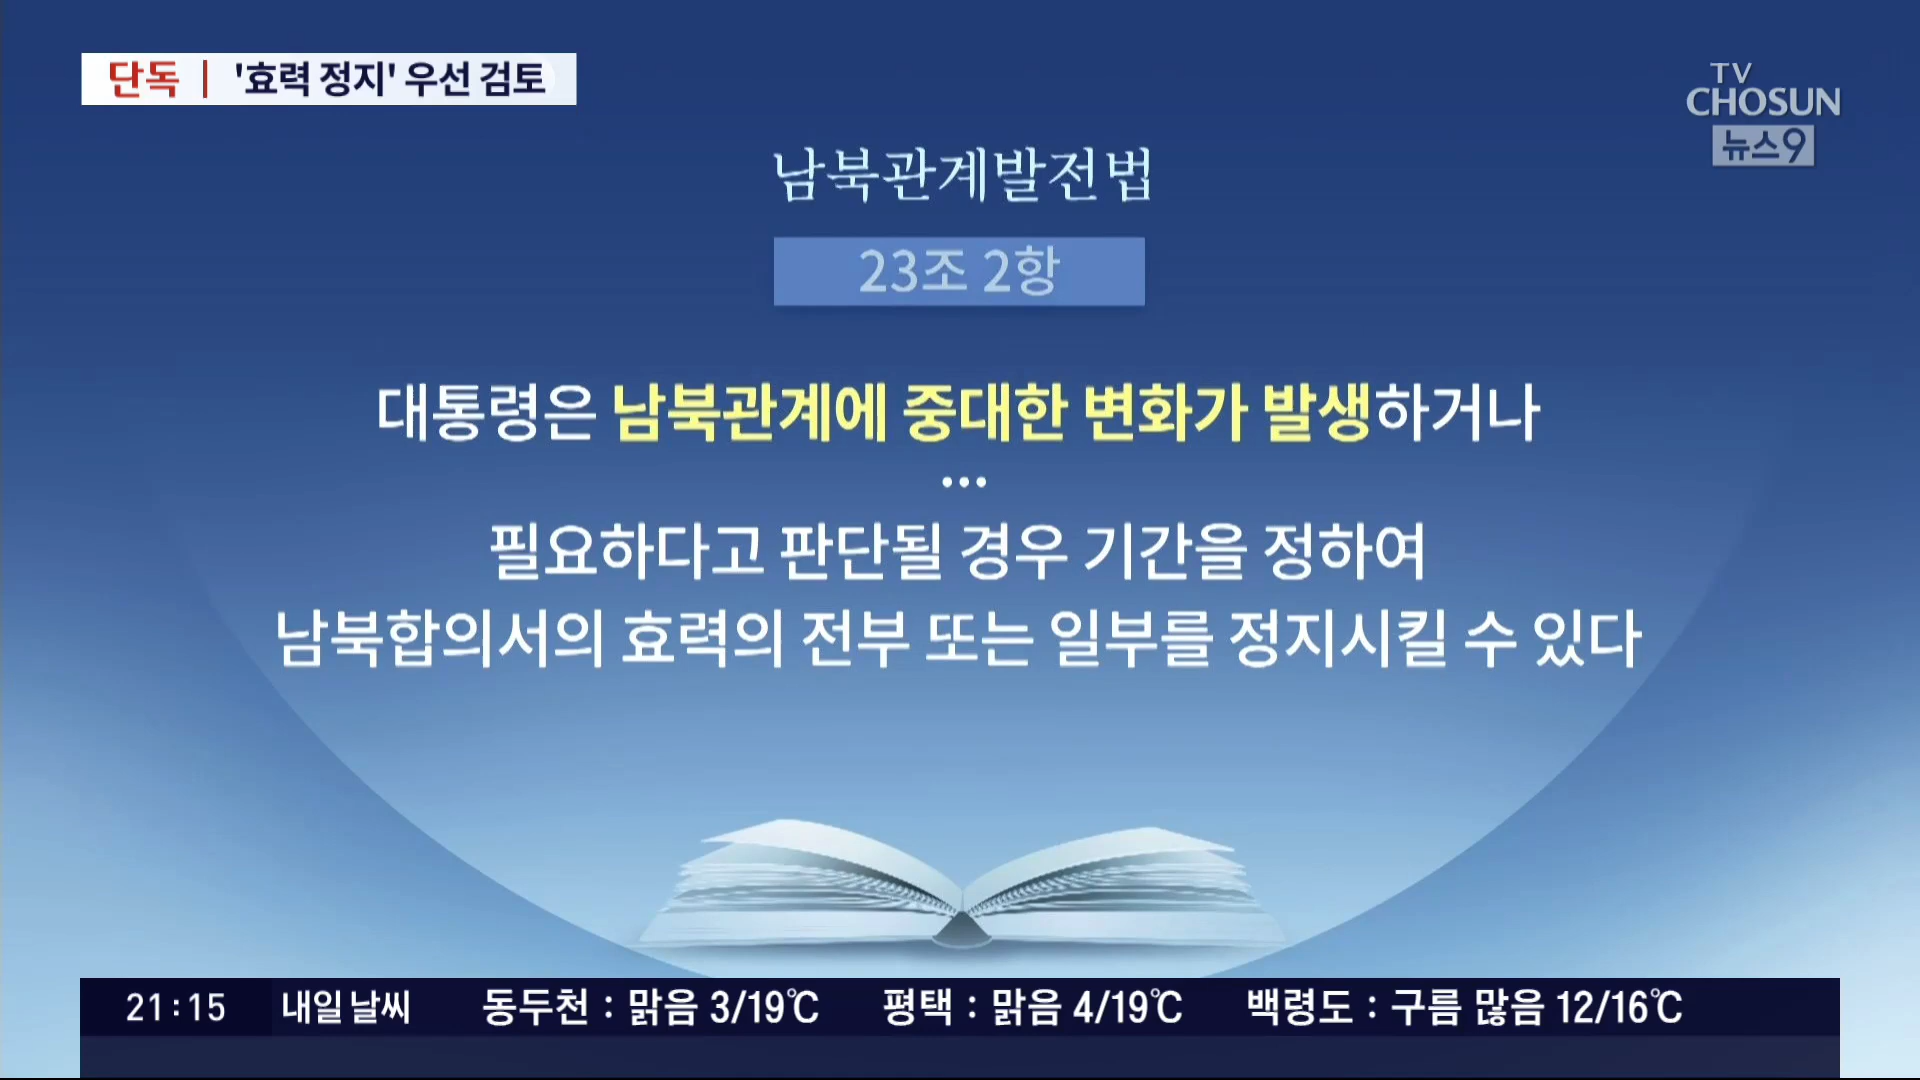 단독 | '효력 정지' 우선 검토
TV
CHOSUN
뉴스9
남북관계발전법
23조 2항
대통령은 남북관계에 중대한 변화가 발생하거나
...
필요하다고 판단될 경우 기간을 정하여
남북합의서의 효력의 전부 또는 일부를 정지시킬 수 있다
21:15 내일 날씨 동두천 : 맑음 3/19℃ 평택 : 맑음 4/19℃ 백령도 : 구름 많음 12/16℃